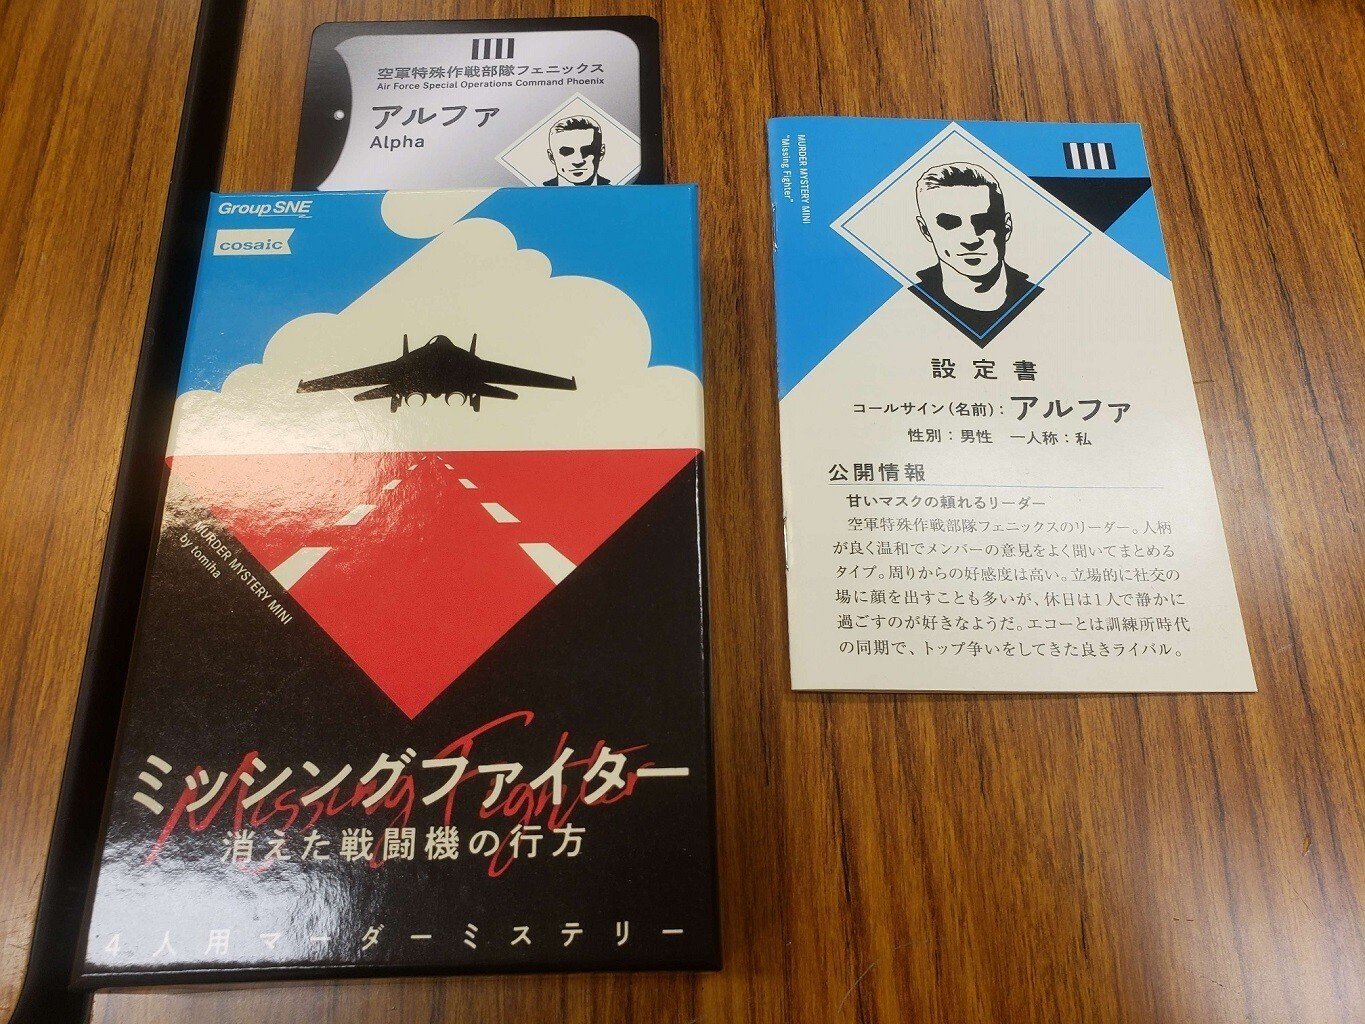 空軍特殊作戦部隊フェニックス
Air Force Special Operations Command Phoenix
アルファ
Alpha
Group SNE
cosaic
MURDER MYSTERY MINI
by tomiha
ミッシングファイター
Missing Fighter
消えた戦闘機の行方
4人用マーダーミステリー
MURDER MYSTERY MINI
"Missing Fighter"
設定書
コールサイン(名前):アルファ
性別:男性 一人称:私
公開情報
甘いマスクの頼れるリーダー
空軍特殊作戦部隊フェニックスのリーダー。人柄
が良く温和でメンバーの意見をよく聞いてまとめる
タイプ。周りからの好感度は高い。立場的に社交の
場に顔を出すことも多いが、休日は1人で静かに
過ごすのが好きなようだ。エコーとは訓練所時代
の同期で、トップ争いをしてきた良きライバル。